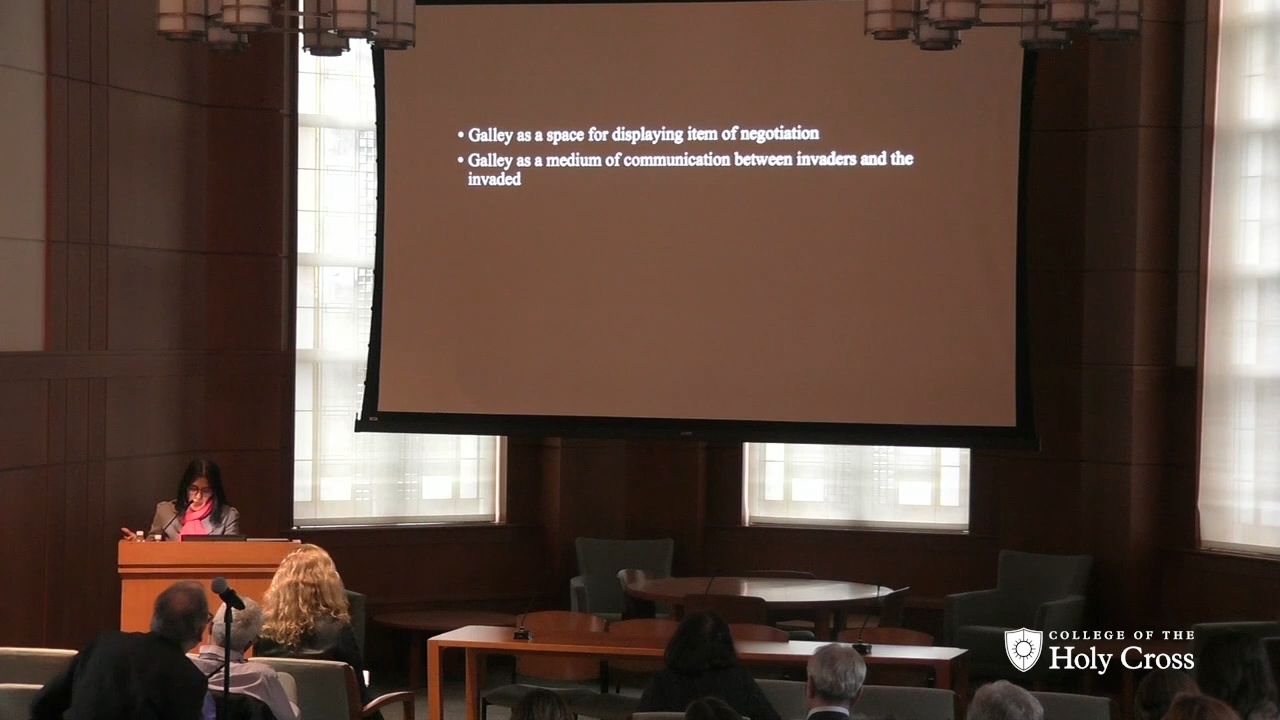 • Galley as a space for displaying item of negotiation
• Galley as a medium of communication between invaders and the
invaded
COLLEGE OF THE
Holy Cross